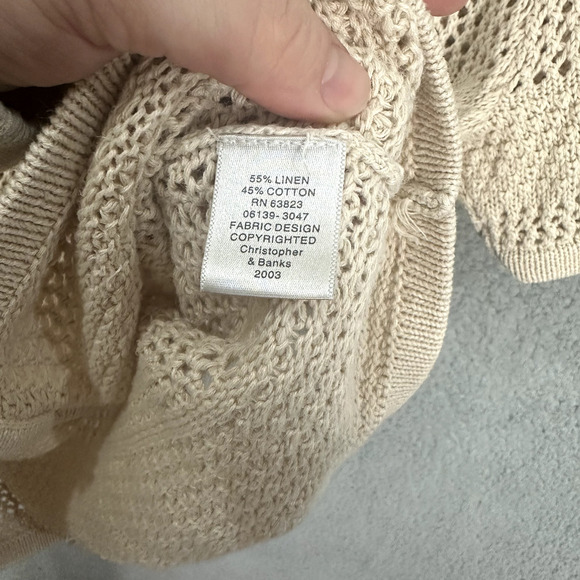 55% LINEN
45% COTTON
RN 63823
06139-3047
FABRIC DESIGN
COPYRIGHTED
Christopher
& Banks
2003